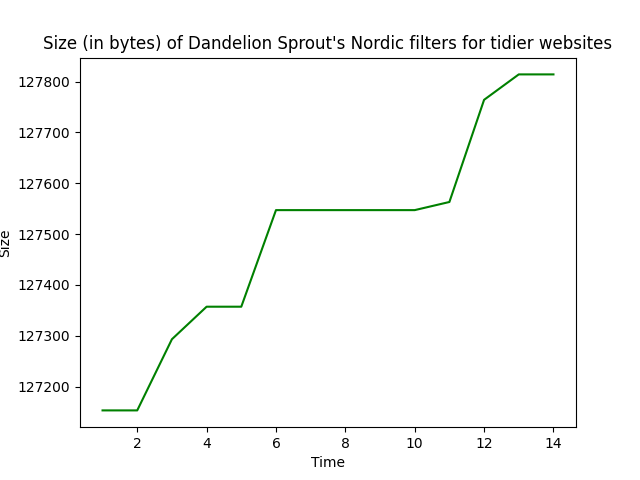 Size (in bytes) of Dandelion Sprout's Nordic filters for tidier websites
127800
127700
127600
127500
127400
127300
127200
Size
2 4 6 8 10 12 14
Time